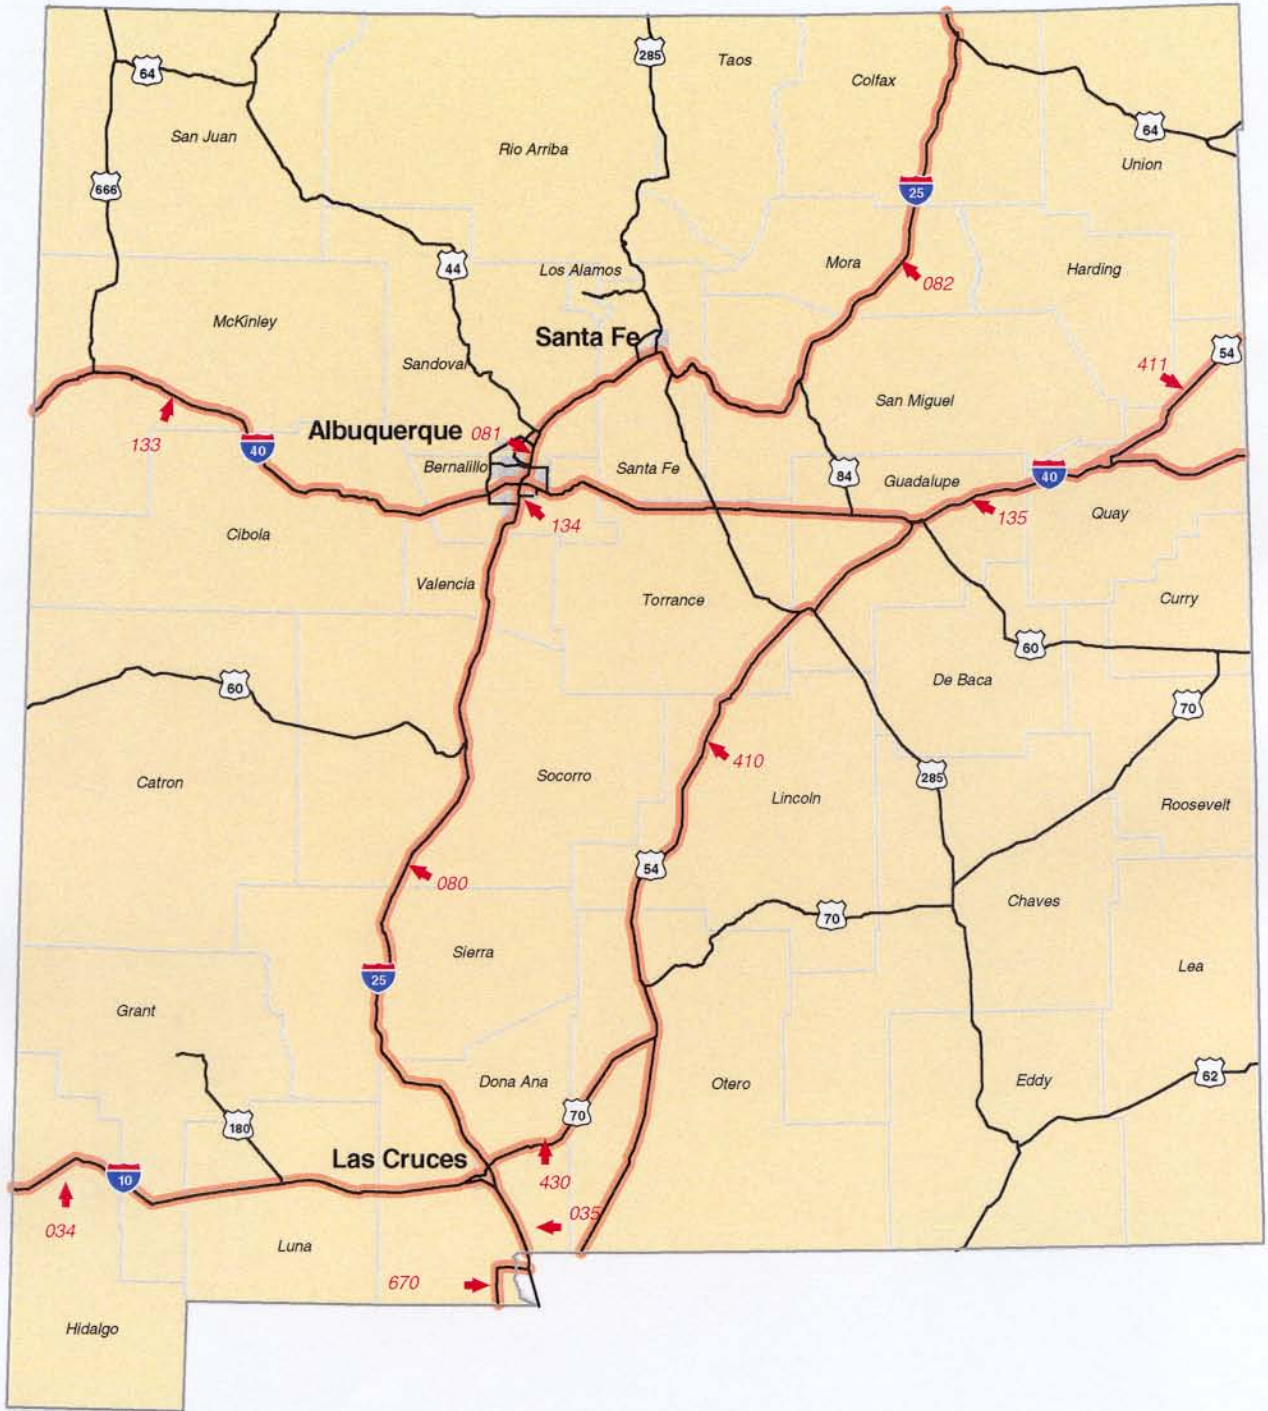 285
64
Taos
Colfax
San Juan
64
Rio Arriba
Union
666
25
44
Los Alamos
Mora
Harding
082
McKinley
Santa Fe
54
Sandoval
411
San Miguel
133
Albuquerque
081
40
Bernalillo
Santa Fe
84
Guadalupe
40
134
135
Quay
Cibola
Valencia
Torrance
Curry
60
60
De Baca
70
410
Catron
Socorro
285
Lincoln
Roosevelt
54
080
Chaves
70
Sierra
Lea
25
Grant
Dona Ana
Otero
Eddy
62
70
180
Las Cruces
10
430
034
035
Luna
670
Hidalgo